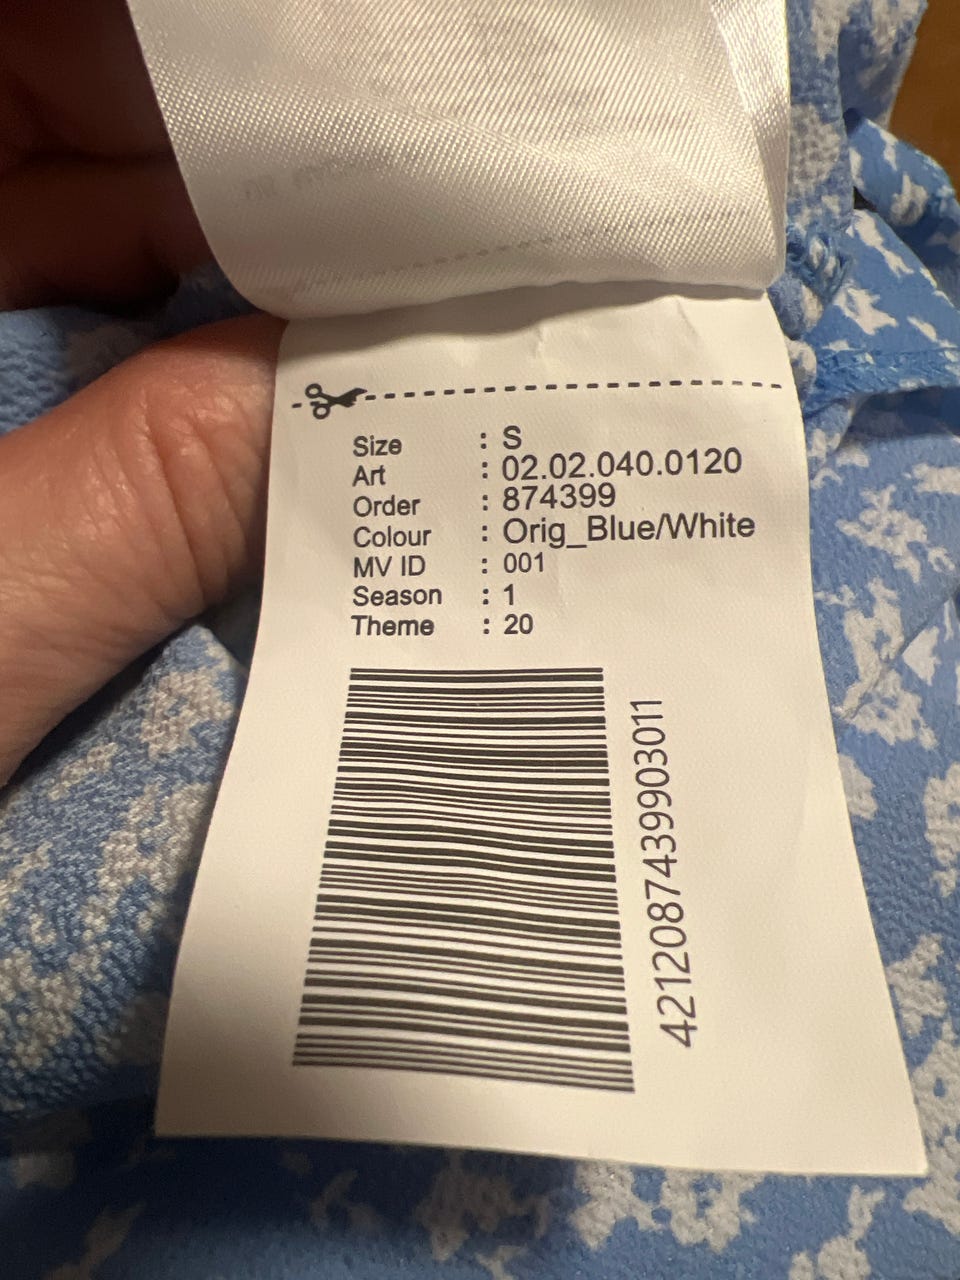 Size : S
Art : 02.02.040.0120
Order : 874399
Colour : Orig_Blue/White
MV ID : 001
Season : 1
Theme : 20
4212087439903011